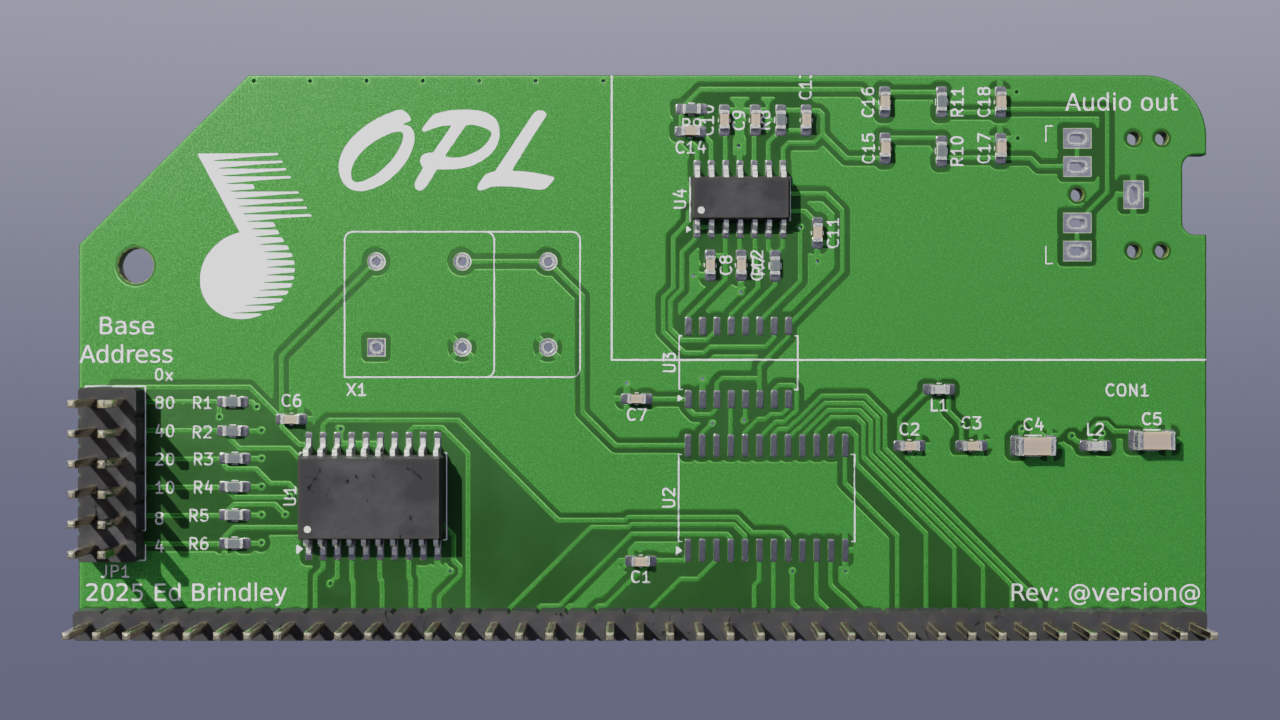 OPL
Audio out
C16
R11
C18
C15
R10
C17
C9
C14
U4
C11
C8
Base
Address
0x
80
40
20
10
8
4
R1
R2
R3
R4
R5
R6
JP1
X1
C6
U1
U3
C7
U2
C1
CON1
L1
C2
C3
C4
L2
C5
2025 Ed Brindley
Rev: @version@